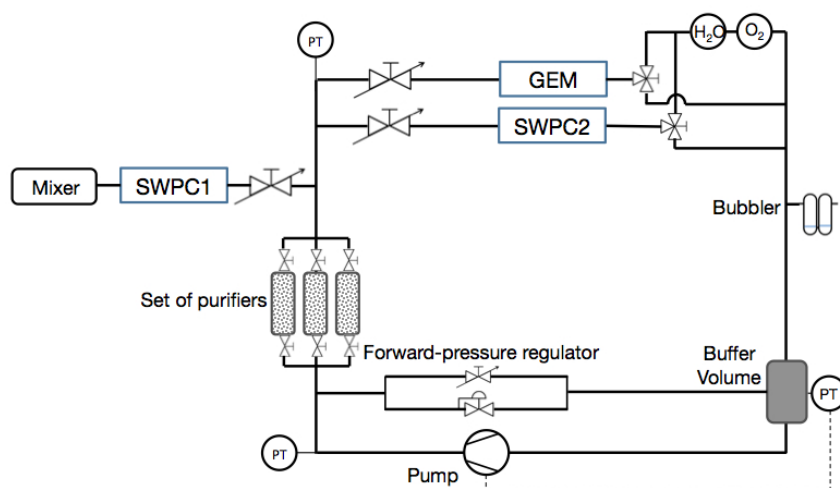 PT
H₂O
O₂
GEM
SWPC2
Mixer
SWPC1
Bubbler
Set of purifiers
Forward-pressure regulator
Buffer
Volume
PT
PT
Pump